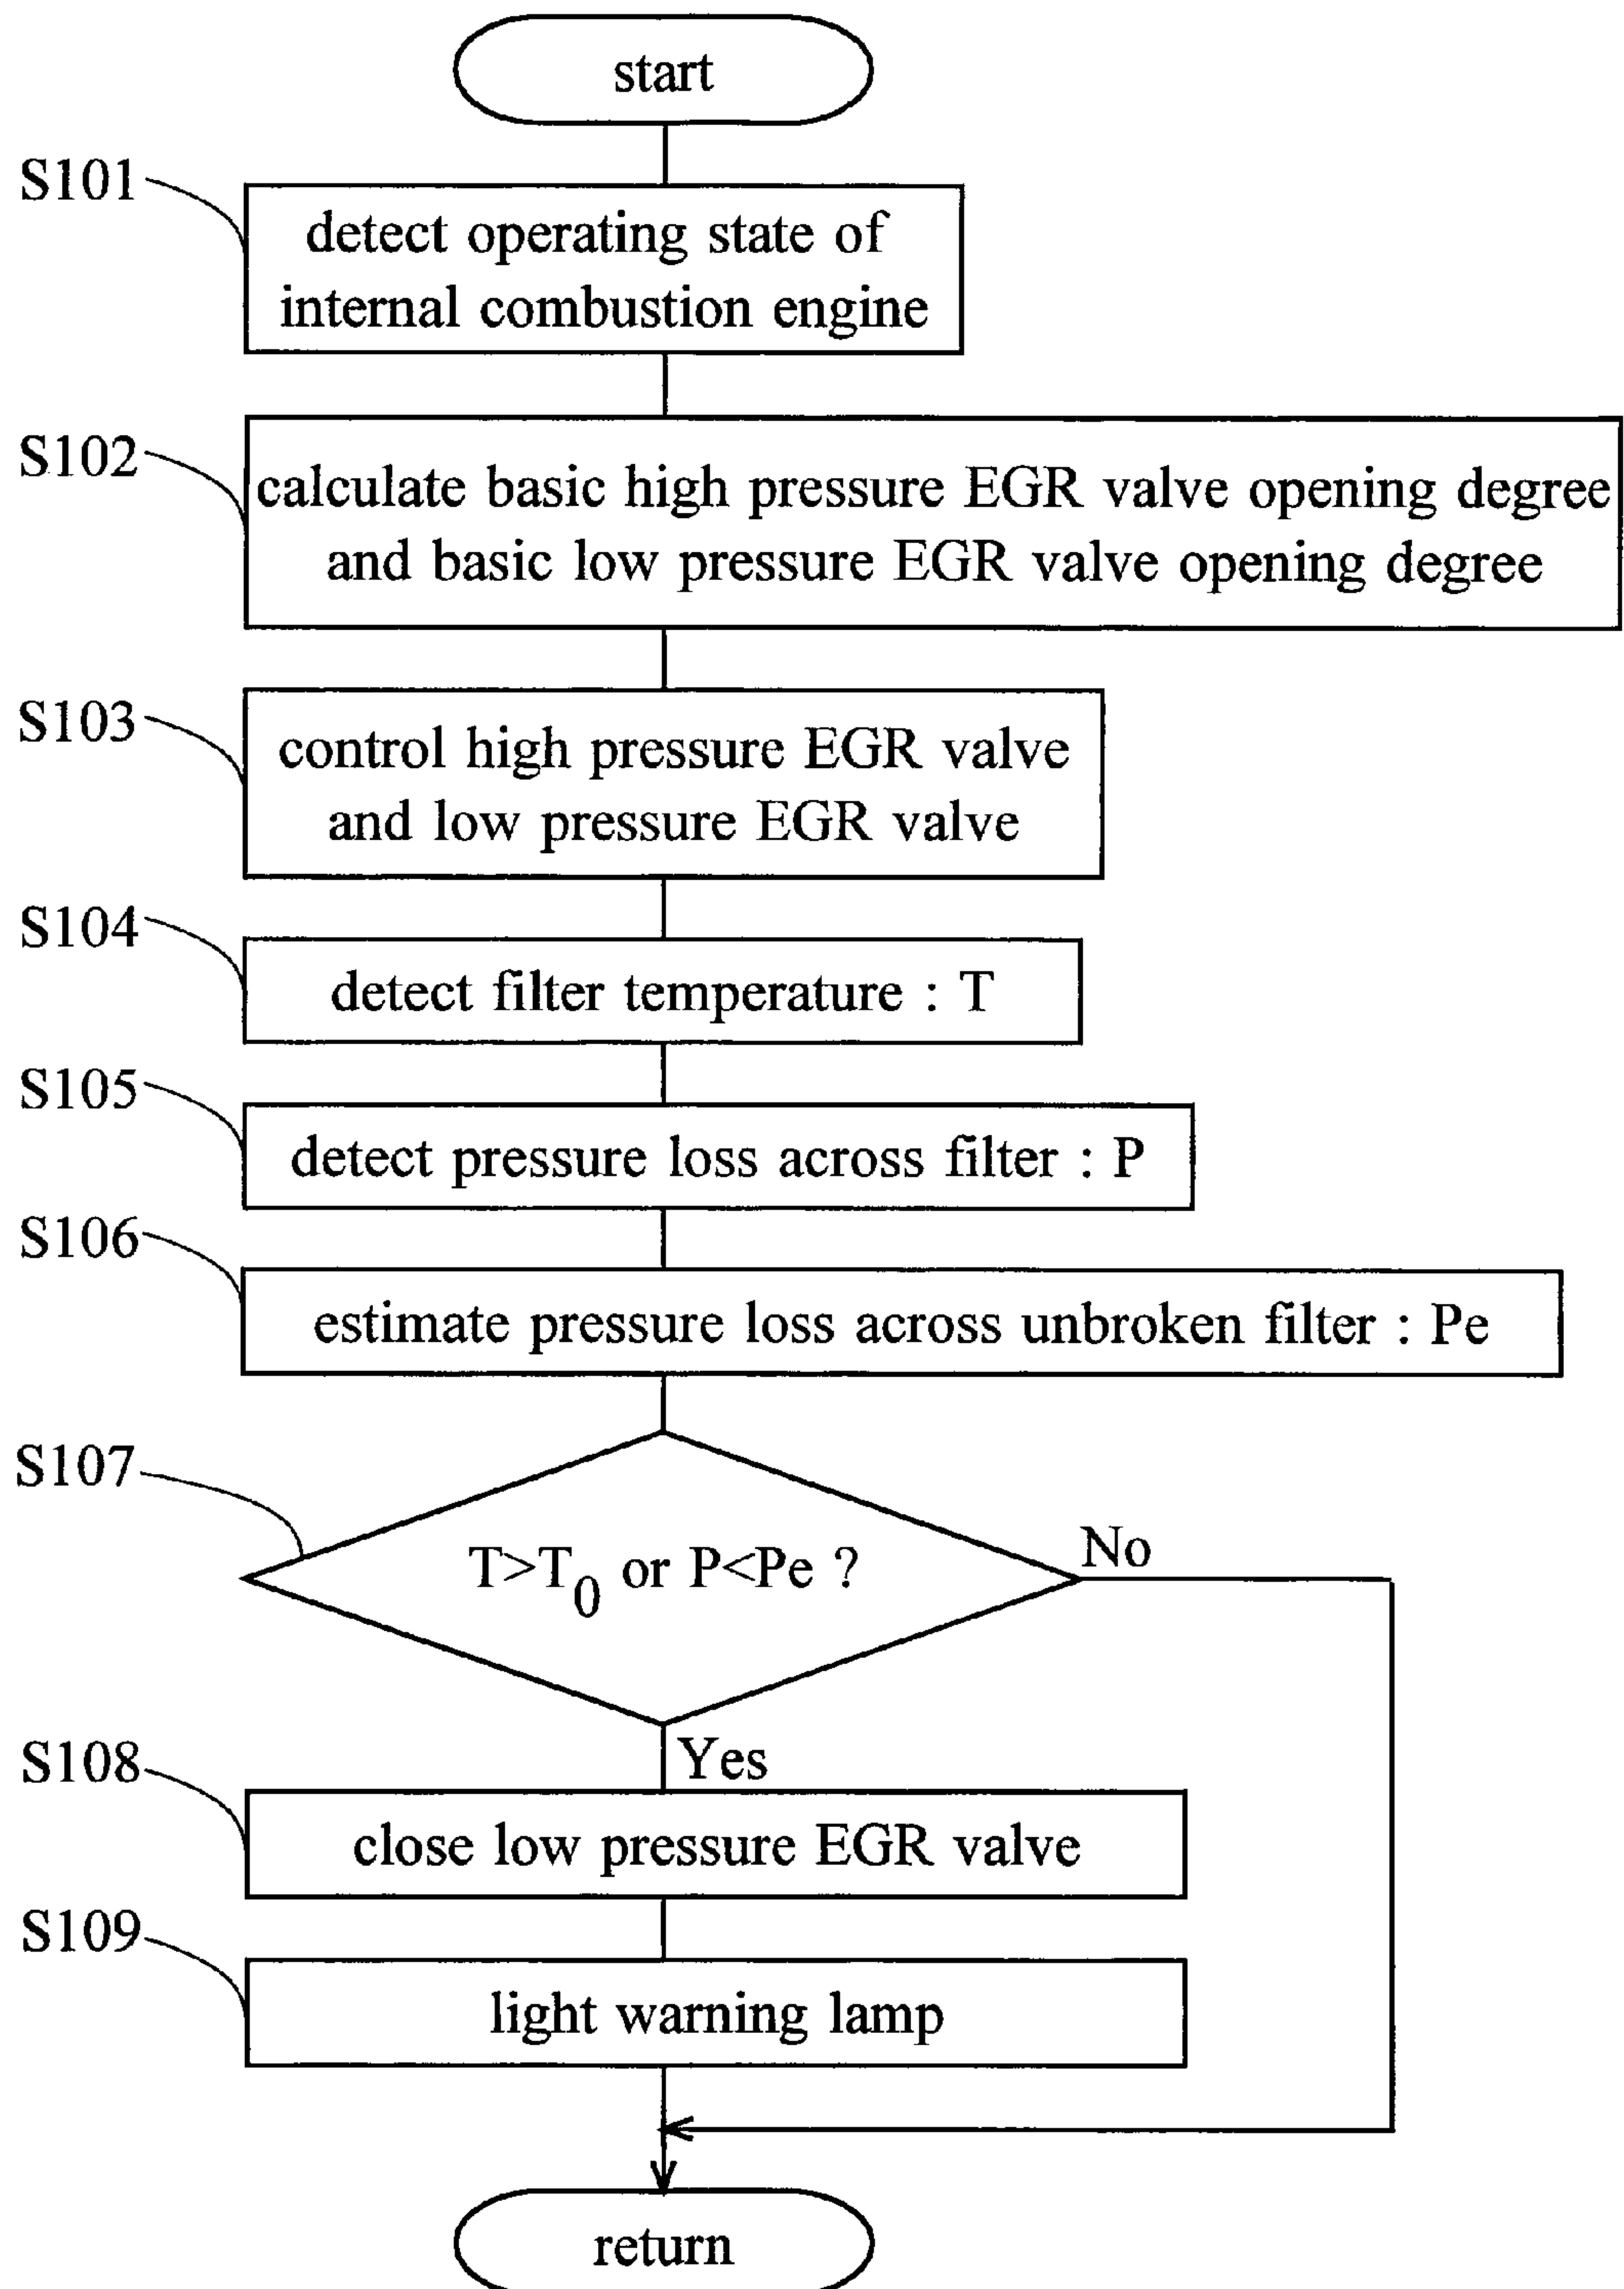 start
S101
detect operating state of
internal combustion engine
S102
calculate basic high pressure EGR valve opening degree
and basic low pressure EGR valve opening degree
S103
control high pressure EGR valve
and low pressure EGR valve
S104
detect filter temperature : T
S105
detect pressure loss across filter : P
S106
estimate pressure loss across unbroken filter : Pe
S107
T>T0 or P<Pe ?
No
Yes
S108
close low pressure EGR valve
S109
light warning lamp
return